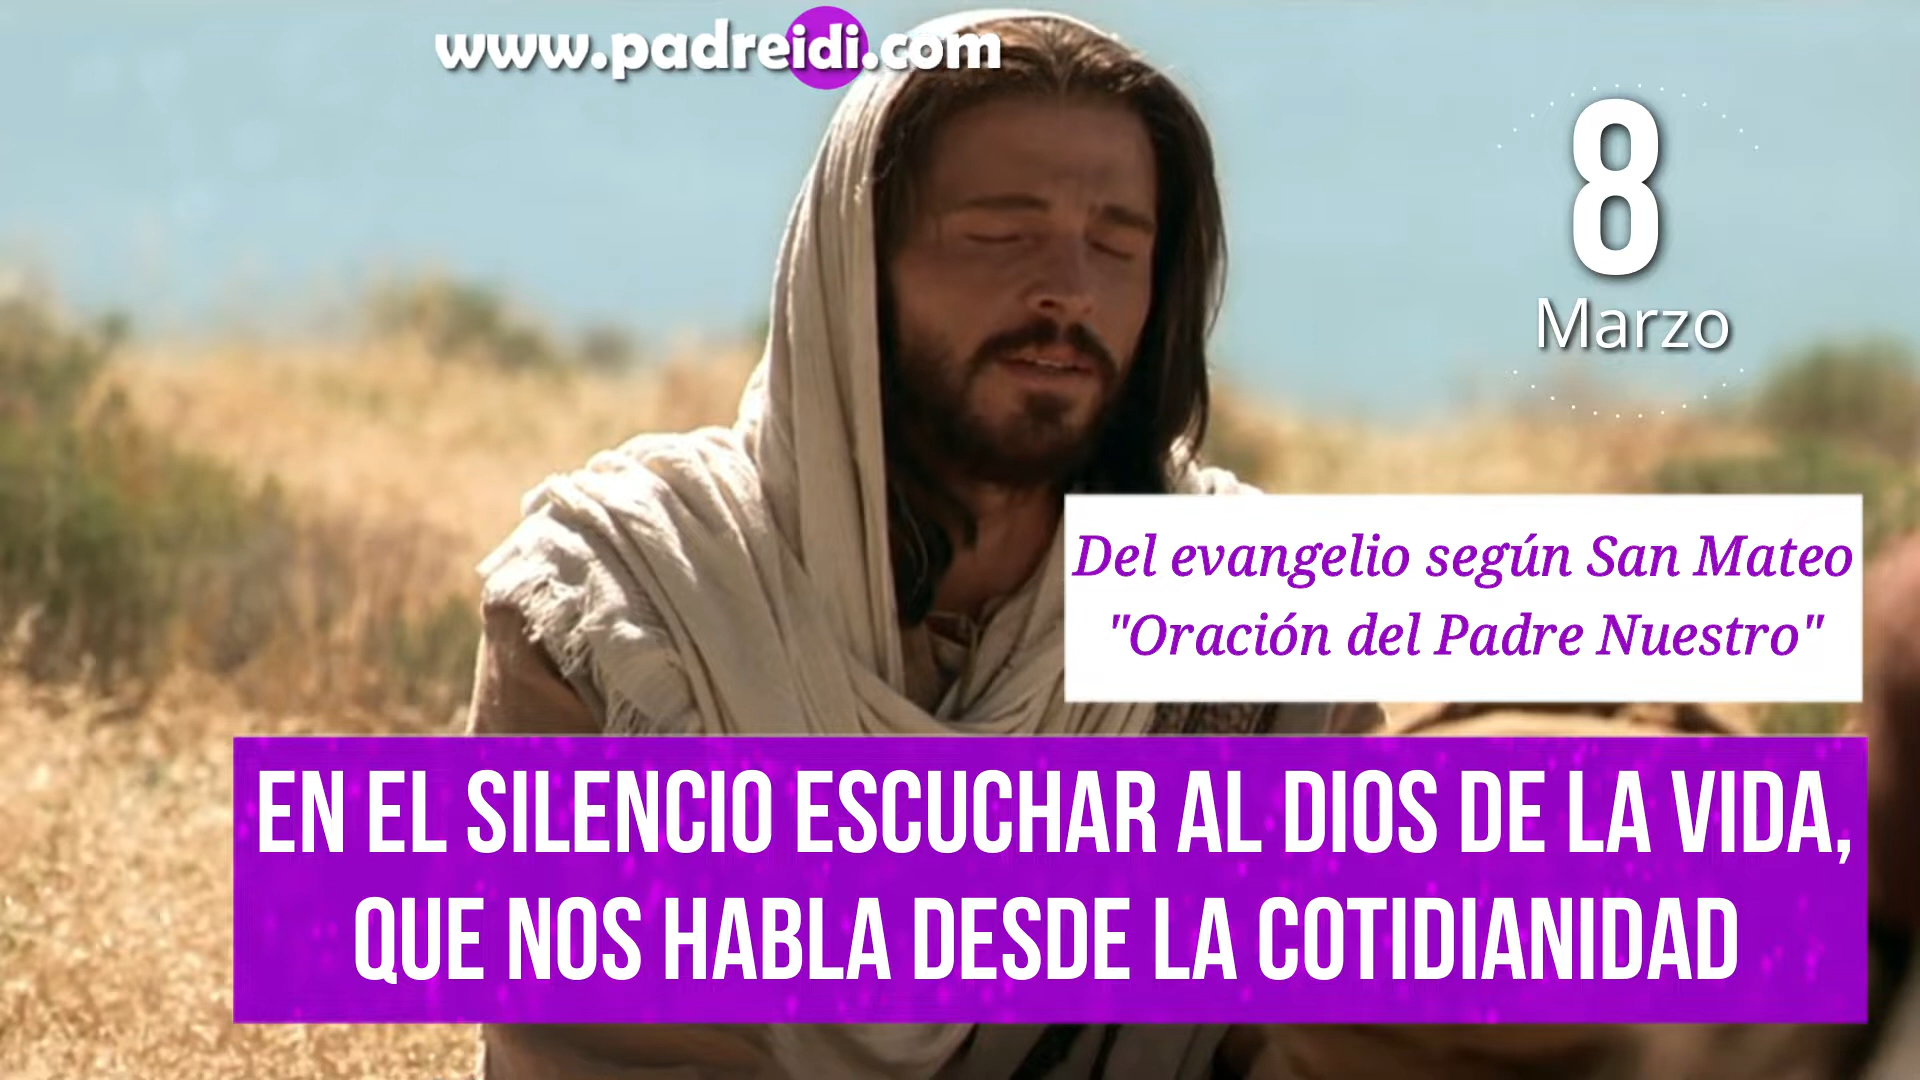 www.padreidi.com
8
Marzo
Del evangelio según San Mateo
"Oración del Padre Nuestro"
EN EL SILENCIO ESCUCHAR AL DIOS DE LA VIDA,
QUE NOS HABLA DESDE LA COTIDIANIDAD